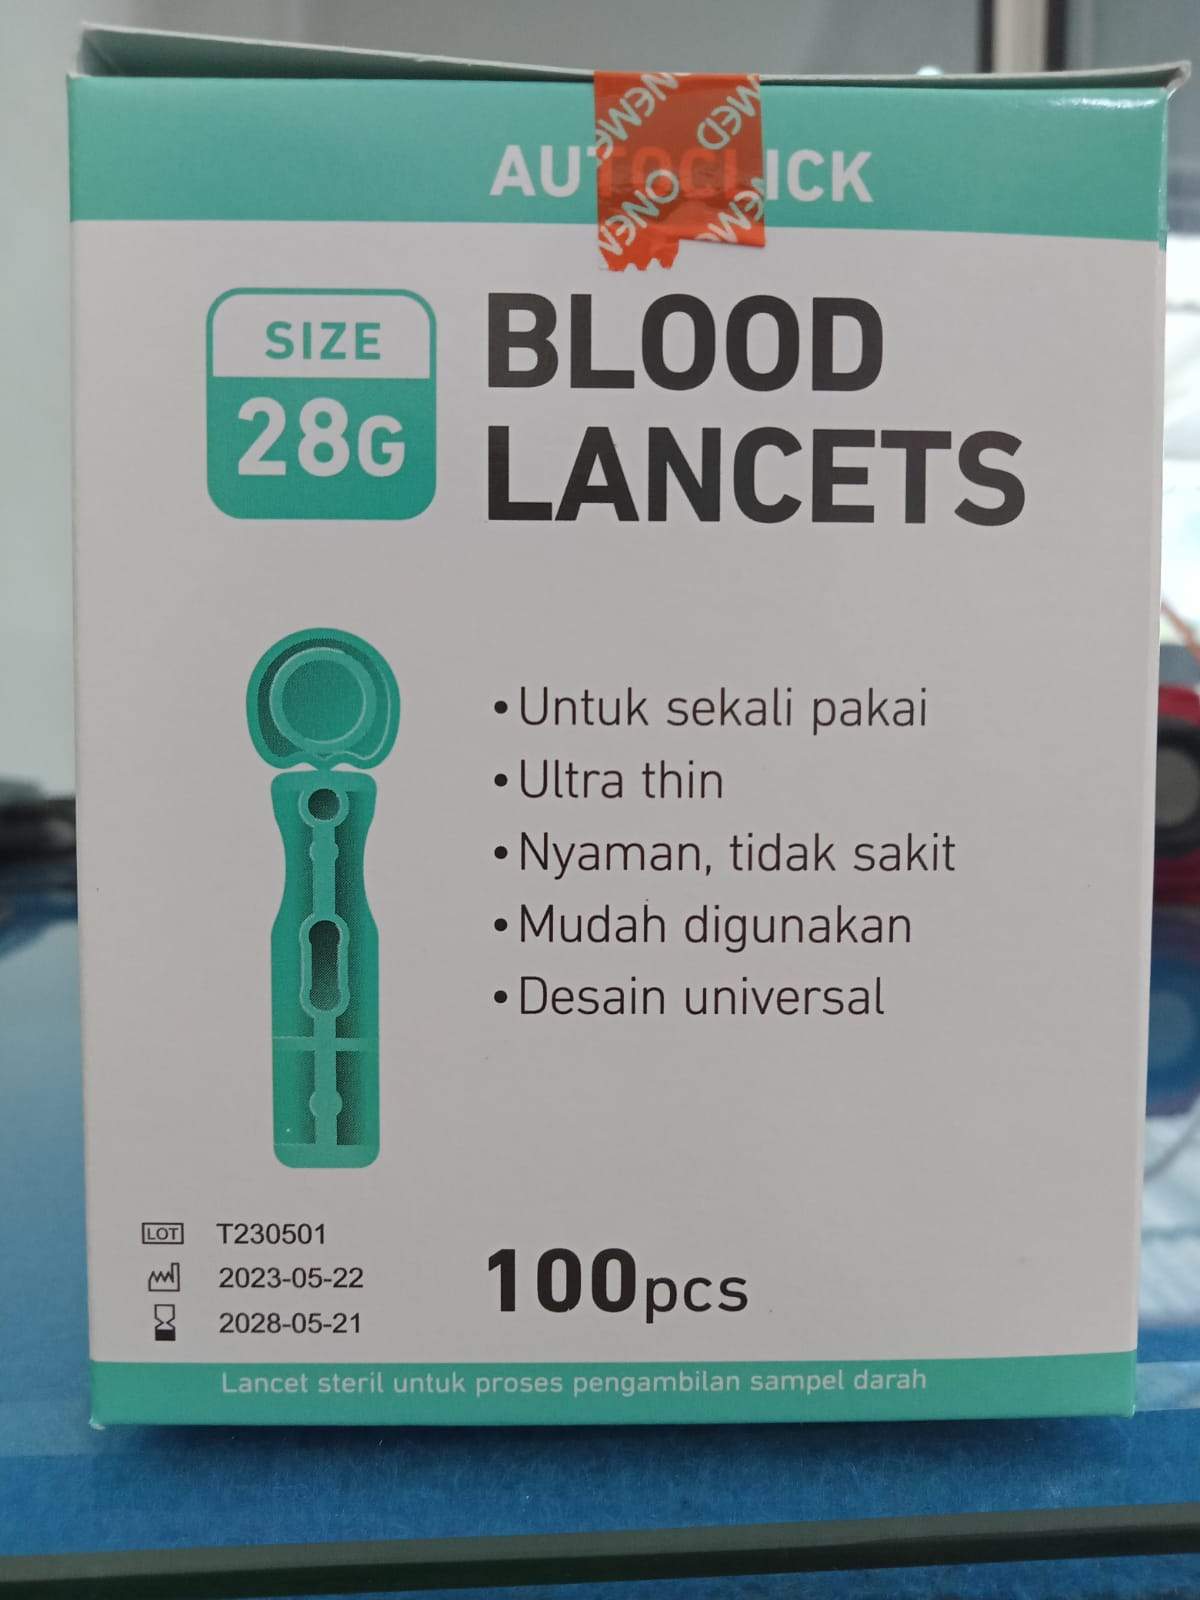 AUTOCLICK
SIZE
28G
BLOOD
LANCETS
•Untuk sekali pakai
•Ultra thin
•Nyaman, tidak sakit
•Mudah digunakan
•Desain universal
LOT T230501
2023-05-22
2028-05-21
100pcs
Lancet steril untuk proses pengambilan sampel darah